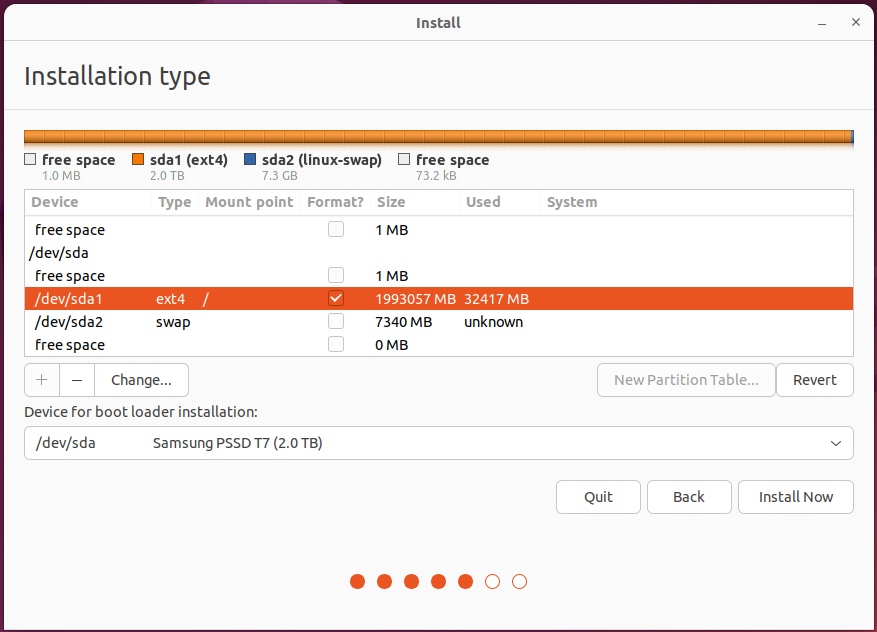 Install
Installation type
free space sda1 (ext4) sda2 (linux-swap) free space
1.0 MB 2.0 TB 7.3 GB 73.2 kB
Device Type Mount point Format? Size Used System
free space 1 MB
/dev/sda
free space 1 MB
/dev/sda1 ext4 / 1993057 MB 32417 MB
/dev/sda2 swap 7340 MB unknown
free space 0 MB
+ − Change... New Partition Table... Revert
Device for boot loader installation:
/dev/sda Samsung PSSD T7 (2.0 TB)
Quit Back Install Now